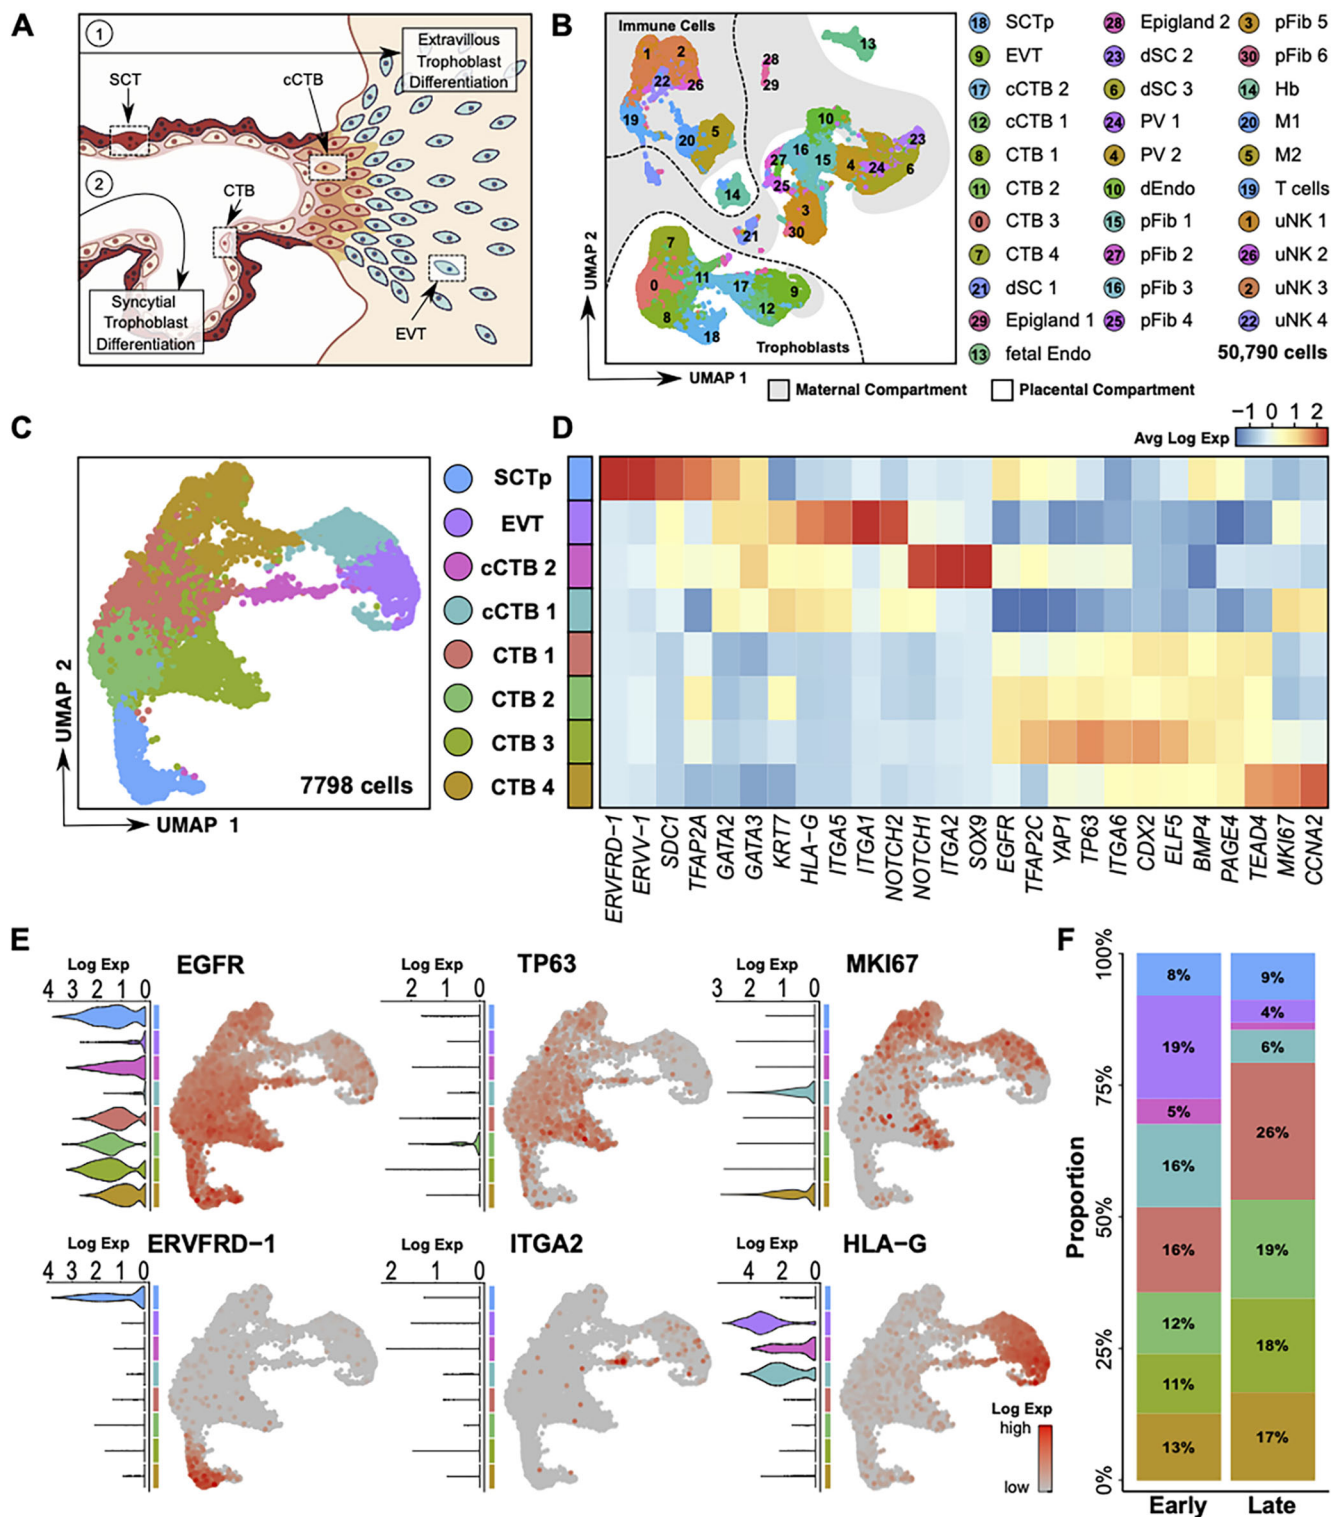 A
1
Extravillous
Trophoblast
Differentiation
SCT
cCTB
2
CTB
Syncytial
Trophoblast
Differentiation
EVT
B
Immune Cells
1
2
22
26
19
20
5
28
29
13
14
10
16
15
27
25
4
24
23
6
3
30
21
7
0
8
11
17
12
9
18
Trophoblasts
UMAP 2
UMAP 1
Maternal Compartment
Placental Compartment
18 SCTp
9 EVT
17 cCTB 2
12 cCTB 1
8 CTB 1
11 CTB 2
0 CTB 3
7 CTB 4
21 dSC 1
29 Epigland 1
13 fetal Endo
28 Epigland 2
23 dSC 2
6 dSC 3
24 PV 1
4 PV 2
10 dEndo
15 pFib 1
27 pFib 2
16 pFib 3
25 pFib 4
3 pFib 5
30 pFib 6
14 Hb
20 M1
5 M2
19 T cells
1 uNK 1
26 uNK 2
2 uNK 3
22 uNK 4
50,790 cells
C
UMAP 2
UMAP 1
7798 cells
SCTp
EVT
cCTB 2
cCTB 1
CTB 1
CTB 2
CTB 3
CTB 4
D
Avg Log Exp
−1 0 1 2
ERVFRD-1
ERVV-1
SDC1
TFAP2A
GATA2
GATA3
KRT7
HLA-G
ITGA5
ITGA1
NOTCH2
NOTCH1
ITGA2
SOX9
EGFR
TFAP2C
YAP1
TP63
ITGA6
CDX2
ELF5
BMP4
PAGE4
TEAD4
MKI67
CCNA2
E
Log Exp
EGFR
4 3 2 1 0
Log Exp
TP63
2 1 0
Log Exp
MKI67
3 2 1 0
Log Exp
ERVFRD−1
4 3 2 1 0
Log Exp
ITGA2
2 1 0
Log Exp
HLA−G
4 2 0
Log Exp
high
low
F
Proportion
100%
75%
50%
25%
0%
8%
19%
5%
16%
16%
12%
11%
13%
9%
4%
6%
26%
19%
18%
17%
Early
Late